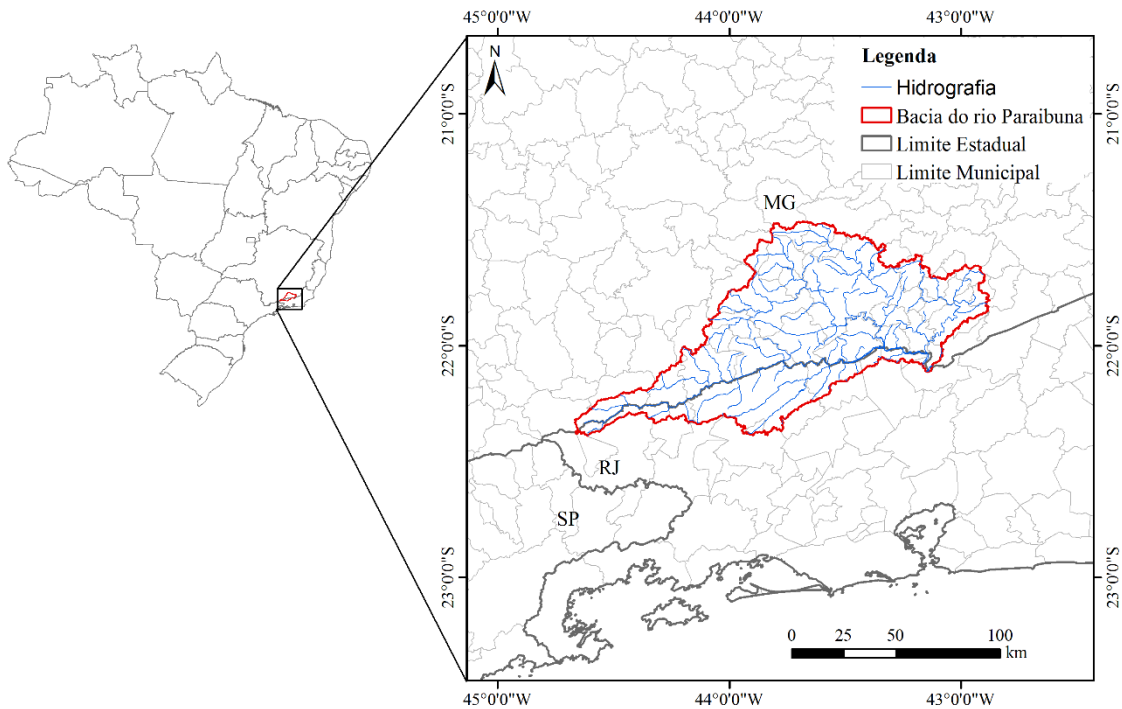 45°0'0"W 44°0'0"W 43°0'0"W
N
Legenda
Hidrografia
Bacia do rio Paraibuna
Limite Estadual
Limite Municipal
21°0'0"S
21°0'0"S
MG
22°0'0"S
22°0'0"S
RJ
SP
23°0'0"S
23°0'0"S
0 25 50 100
km
45°0'0"W 44°0'0"W 43°0'0"W